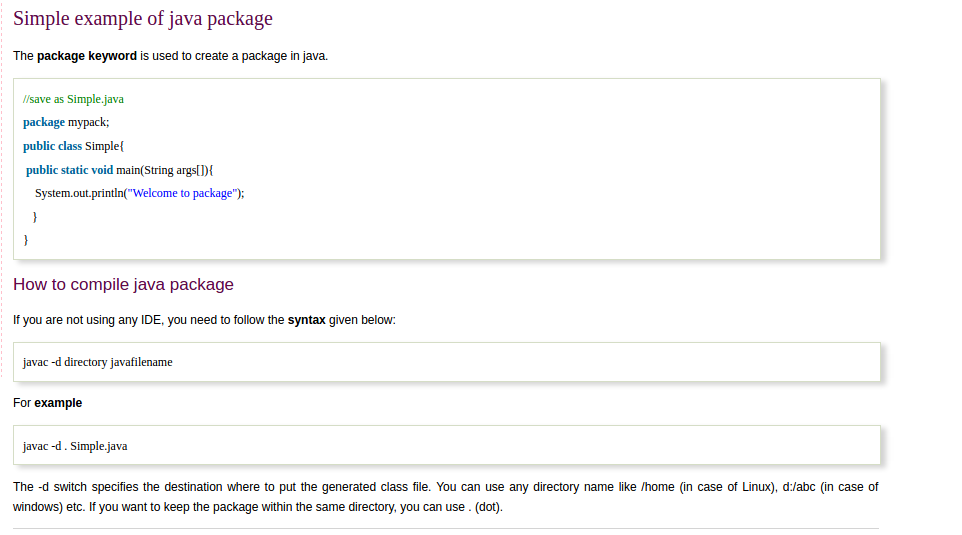 Simple example of java package
The package keyword is used to create a package in java.
//save as Simple.java
package mypack;
public class Simple{
public static void main(String args[]){
System.out.println("Welcome to package");
}
}
How to compile java package
If you are not using any IDE, you need to follow the syntax given below:
javac -d directory javafilename
For example
javac -d . Simple.java
The -d switch specifies the destination where to put the generated class file. You can use any directory name like /home (in case of Linux), d:/abc (in case of
windows) etc. If you want to keep the package within the same directory, you can use . (dot).